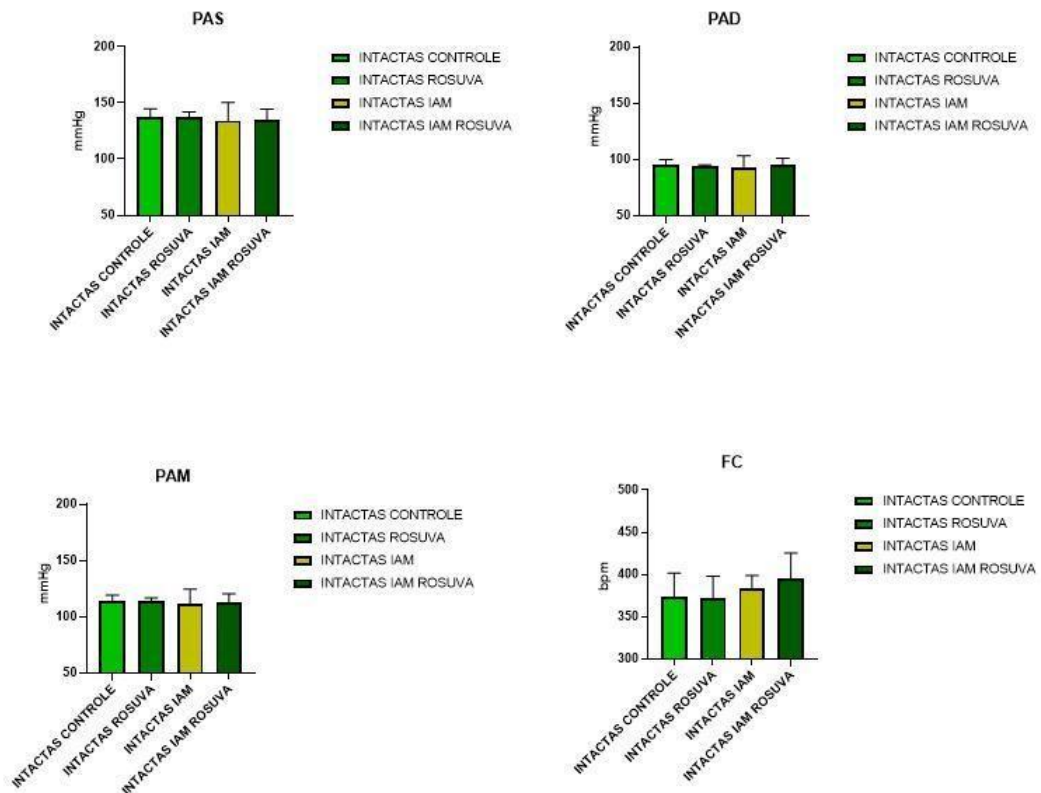 PAS
200
150
100
50
mmHg
INTACTAS CONTROLE
INTACTAS ROSUVA
INTACTAS IAM
INTACTAS IAM ROSUVA
INTACTAS CONTROLE
INTACTAS ROSUVA
INTACTAS IAM
INTACTAS IAM ROSUVA
PAD
200
150
100
50
mmHg
INTACTAS CONTROLE
INTACTAS ROSUVA
INTACTAS IAM
INTACTAS IAM ROSUVA
INTACTAS CONTROLE
INTACTAS ROSUVA
INTACTAS IAM
INTACTAS IAM ROSUVA
PAM
200
150
100
50
mmHg
INTACTAS CONTROLE
INTACTAS ROSUVA
INTACTAS IAM
INTACTAS IAM ROSUVA
INTACTAS CONTROLE
INTACTAS ROSUVA
INTACTAS IAM
INTACTAS IAM ROSUVA
FC
500
450
400
350
300
bpm
INTACTAS CONTROLE
INTACTAS ROSUVA
INTACTAS IAM
INTACTAS IAM ROSUVA
INTACTAS CONTROLE
INTACTAS ROSUVA
INTACTAS IAM
INTACTAS IAM ROSUVA